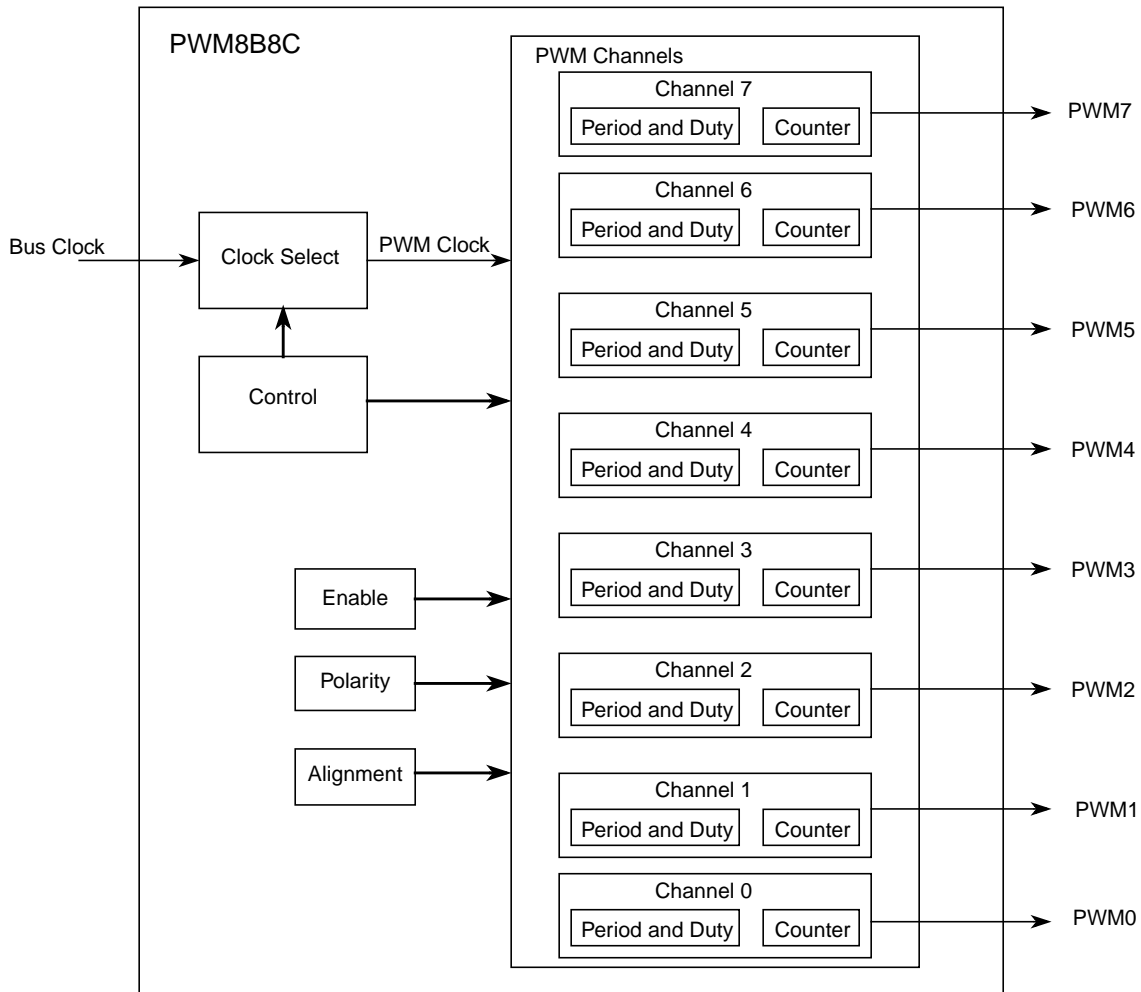 PWM8B8C
PWM Channels
Channel 7
Period and Duty
Counter
PWM7
Channel 6
Period and Duty
Counter
PWM6
Bus Clock
Clock Select
PWM Clock
Channel 5
Period and Duty
Counter
PWM5
Control
Channel 4
Period and Duty
Counter
PWM4
Channel 3
Period and Duty
Counter
PWM3
Enable
Polarity
Channel 2
Period and Duty
Counter
PWM2
Alignment
Channel 1
Period and Duty
Counter
PWM1
Channel 0
Period and Duty
Counter
PWM0